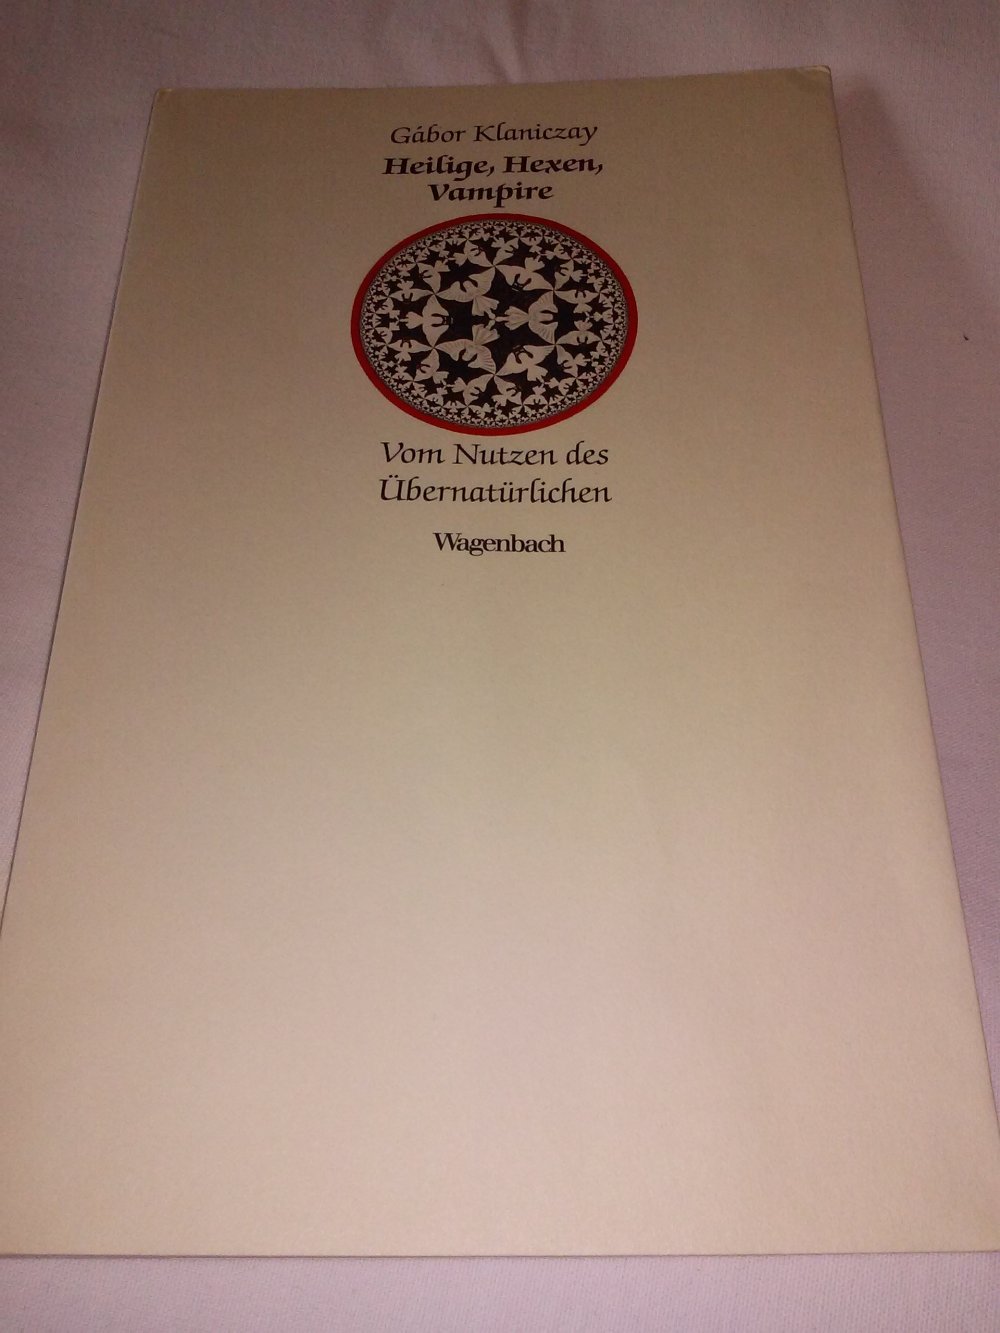 Gábor Klaniczay
Heilige, Hexen,
Vampire
Vom Nutzen des
Übernatürlichen
Wagenbach